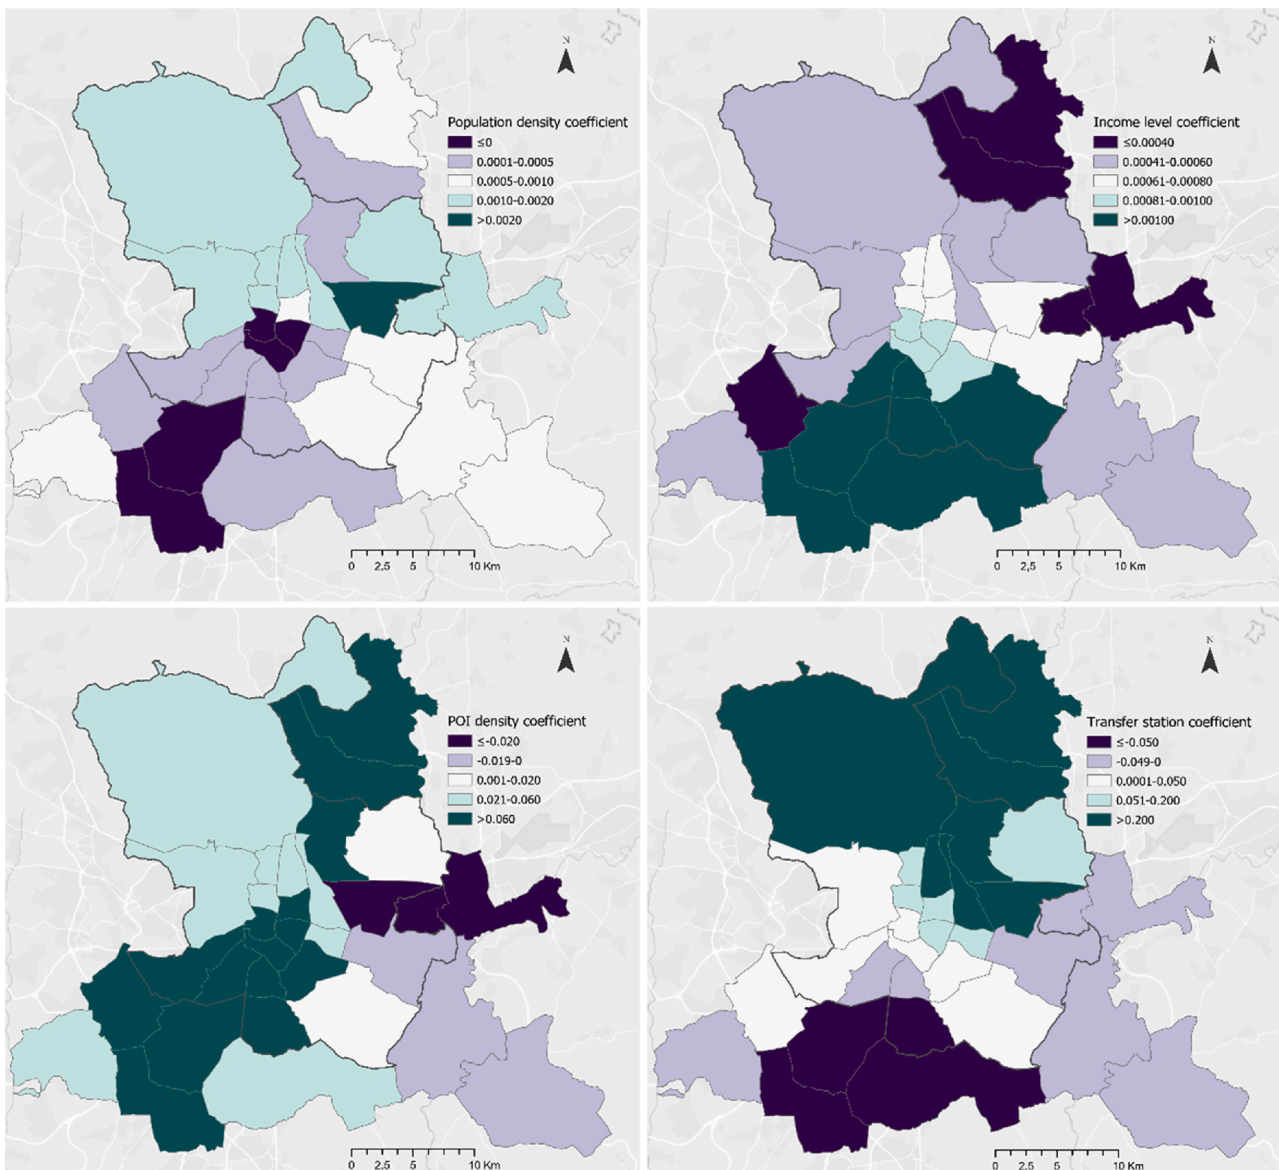 N
Population density coefficient
≤0
0.0001-0.0005
0.0005-0.0010
0.0010-0.0020
>0.0020
0 2,5 5 10 Km
N
Income level coefficient
≤0.00040
0.00041-0.00060
0.00061-0.00080
0.00081-0.00100
>0.00100
0 2,5 5 10 Km
N
POI density coefficient
≤-0.020
-0.019-0
0.001-0.020
0.021-0.060
>0.060
0 2,5 5 10 Km
N
Transfer station coefficient
≤-0.050
-0.049-0
0.0001-0.050
0.051-0.200
>0.200
0 2,5 5 10 Km